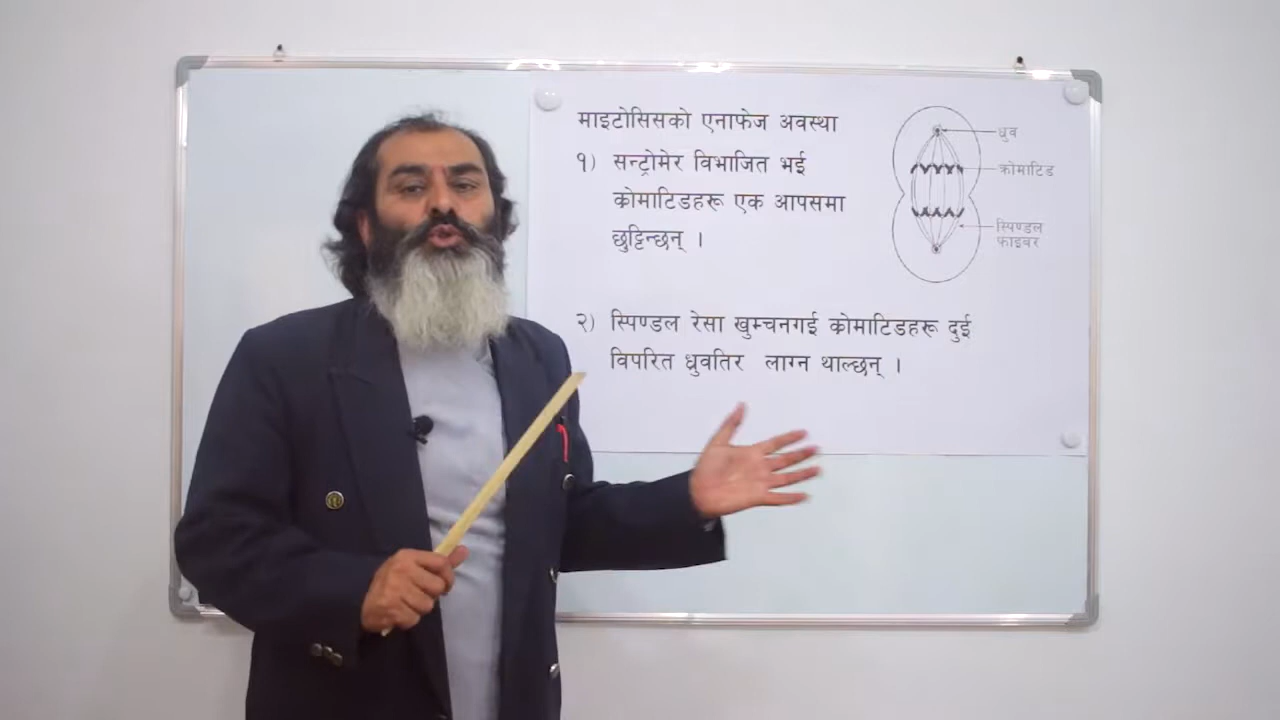 माइटोसिसको एनाफेज अवस्था
१) सन्ट्रोमेर विभाजित भई
क्रोमाटिडहरू एक आपसमा
छुट्टिन्छन् ।
२) स्पिण्डल रेसा खुम्चनगई क्रोमाटिडहरू दुई
विपरित ध्रुवतिर लाग्न थाल्छन् ।
ध्रुव
क्रोमाटिड
स्पिण्डल
फाइबर